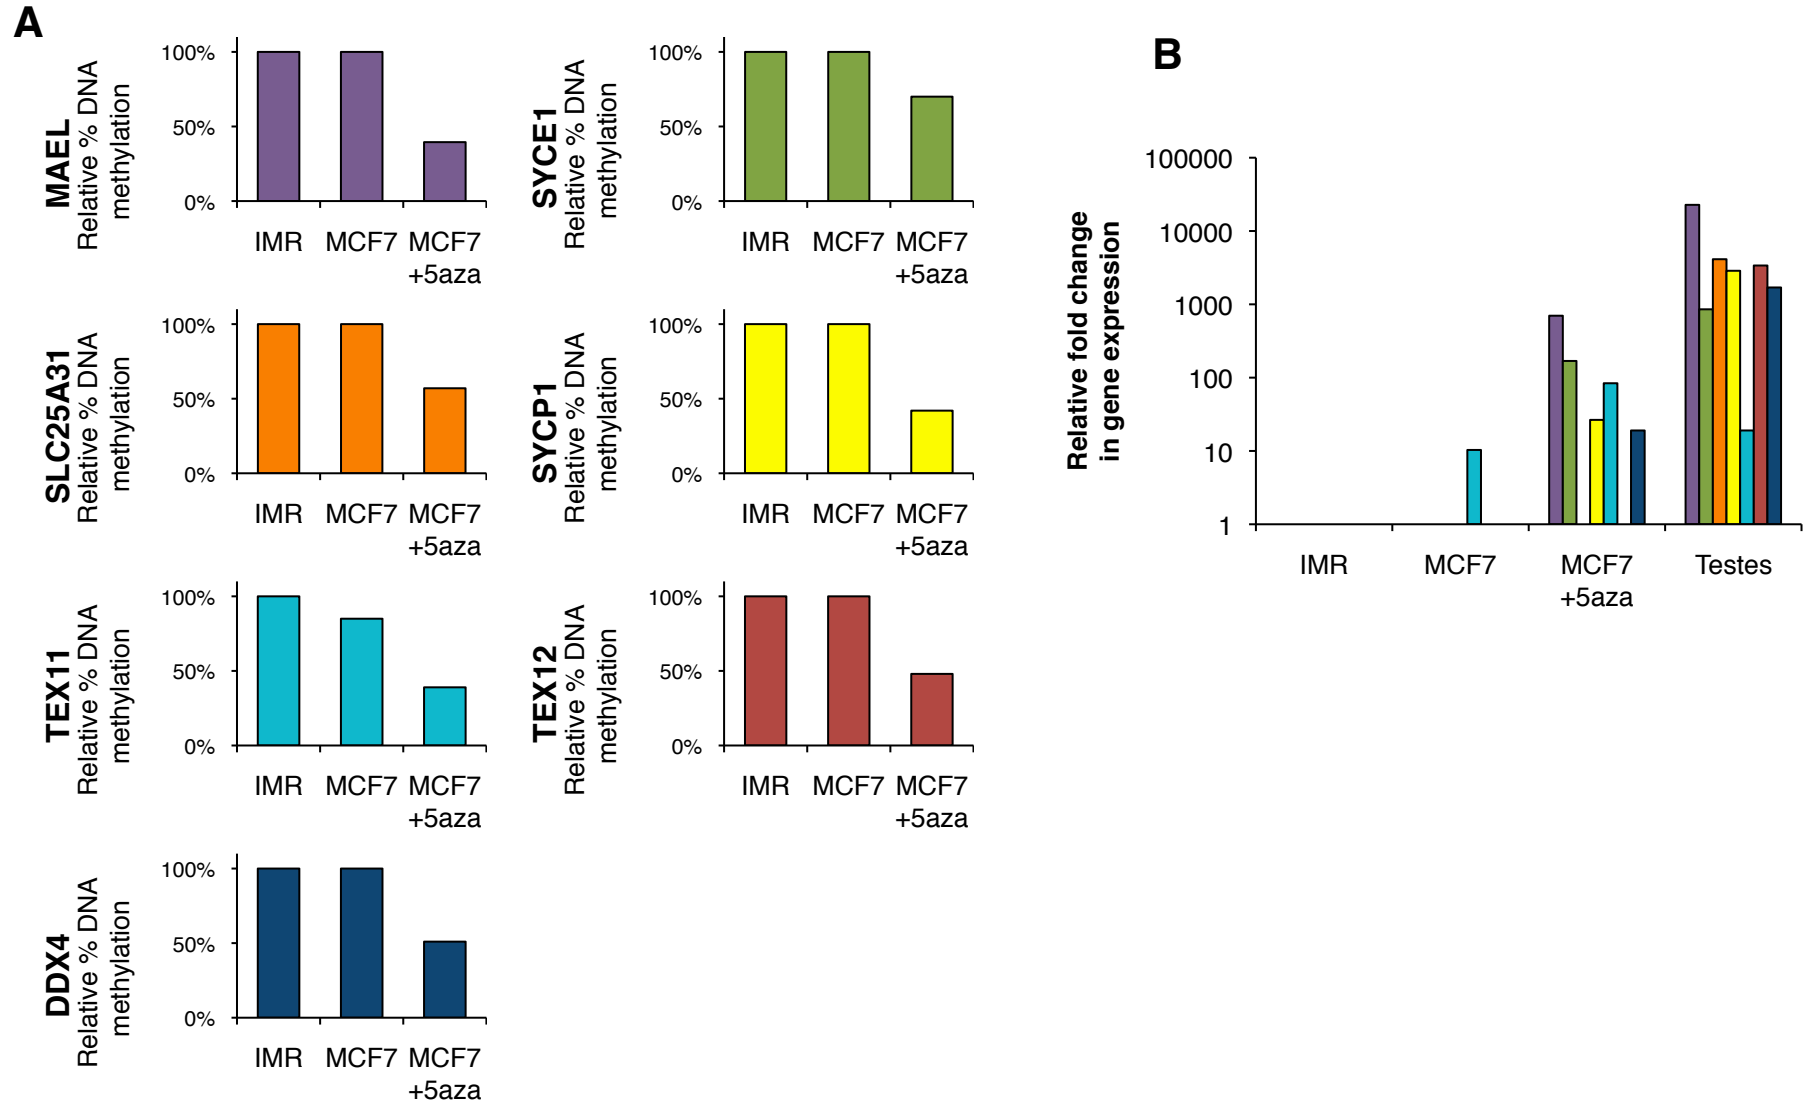 A
MAEL
Relative % DNA
methylation
100%
50%
0%
IMR MCF7 MCF7
+5aza
SYCE1
Relative % DNA
methylation
100%
50%
0%
IMR MCF7 MCF7
+5aza
SLC25A31
Relative % DNA
methylation
100%
50%
0%
IMR MCF7 MCF7
+5aza
SYCP1
Relative % DNA
methylation
100%
50%
0%
IMR MCF7 MCF7
+5aza
TEX11
Relative % DNA
methylation
100%
50%
0%
IMR MCF7 MCF7
+5aza
TEX12
Relative % DNA
methylation
100%
50%
0%
IMR MCF7 MCF7
+5aza
DDX4
Relative % DNA
methylation
100%
50%
0%
IMR MCF7 MCF7
+5aza
B
Relative fold change
in gene expression
100000
10000
1000
100
10
1
IMR MCF7 MCF7 Testes
+5aza